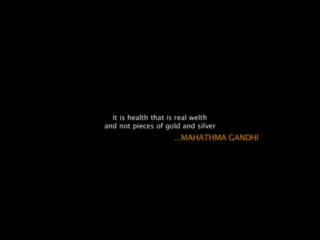 It is health that is real welth
and not pieces of gold and silver
...MAHATHMA GANDHI